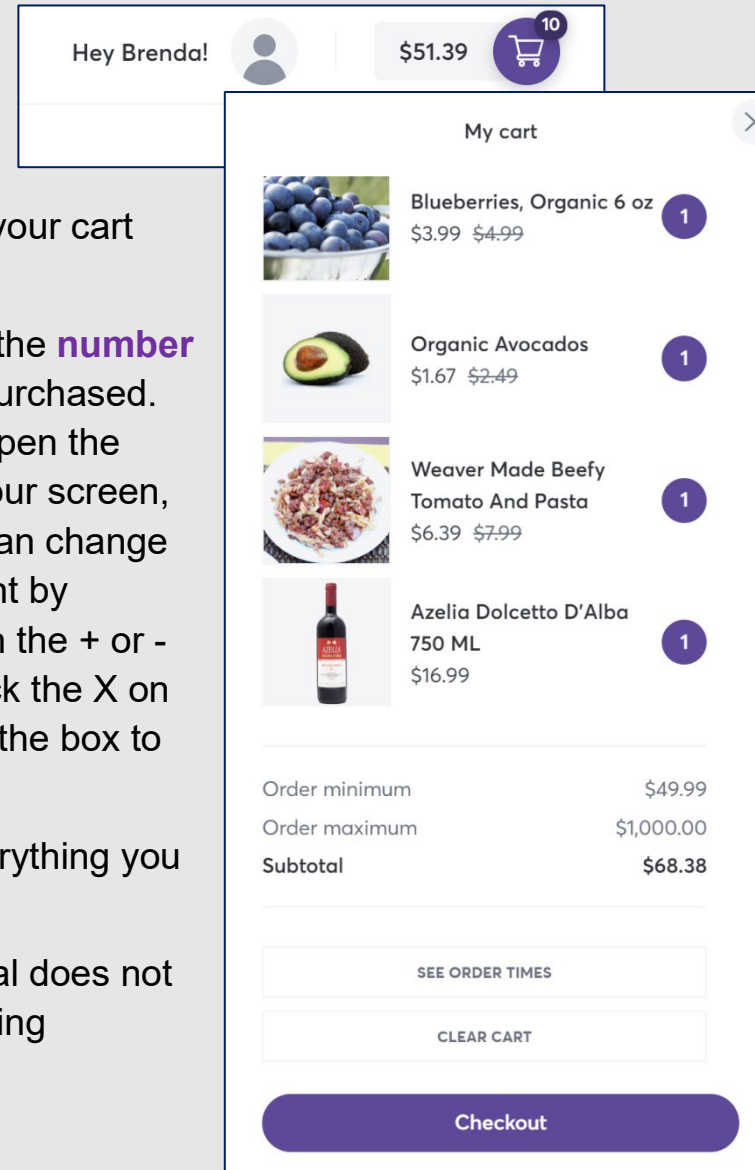 Hey Brenda!
$51.39
10
your cart
the number
urchased.
pen the
our screen,
an change
nt by
n the + or -
ck the X on
the box to
rything you
al does not
ing
My cart
Blueberries, Organic 6 oz
$3.99 $4.99
1
Organic Avocados
$1.67 $2.49
1
Weaver Made Beefy
Tomato And Pasta
$6.39 $7.99
1
AZELIA
Azelia Dolcetto D'Alba
750 ML
$16.99
1
Order minimum $49.99
Order maximum $1,000.00
Subtotal $68.38
SEE ORDER TIMES
CLEAR CART
Checkout